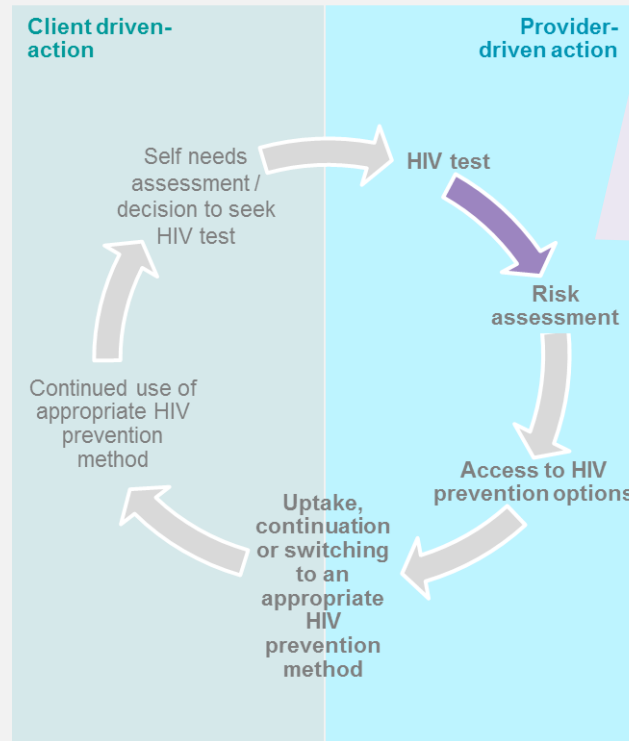 Client driven-
action
Provider-
driven action
Self needs
assessment /
decision to seek
HIV test
HIV test
Risk
assessment
Access to HIV
prevention options
Uptake,
continuation
or switching
to an
appropriate
HIV
prevention
method
Continued use of
appropriate HIV
prevention
method